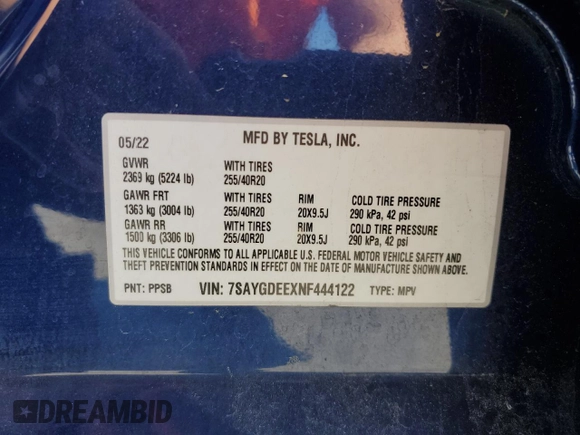 05/22 MFD BY TESLA, INC.
GVWR WITH TIRES
2369 kg (5224 lb) 255/40R20
GAWR FRT WITH TIRES RIM COLD TIRE PRESSURE
1363 kg (3004 lb) 255/40R20 20X9.5J 290 kPa, 42 psi
GAWR RR WITH TIRES RIM COLD TIRE PRESSURE
1500 kg (3306 lb) 255/40R20 20X9.5J 290 kPa, 42 psi
THIS VEHICLE CONFORMS TO ALL APPLICABLE U.S. FEDERAL MOTOR VEHICLE SAFETY AND
THEFT PREVENTION STANDARDS IN EFFECT ON THE DATE OF MANUFACTURE SHOWN ABOVE.
PNT: PPSB VIN: 7SAYGDEEXNF444122 TYPE: MPV
DREAMBID